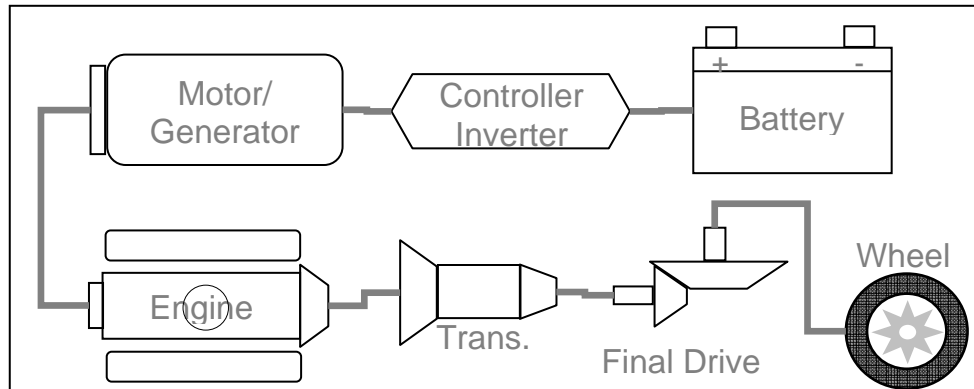 Motor/
Generator
Controller
Inverter
+ -
Battery
Engine
Trans.
Final Drive
Wheel